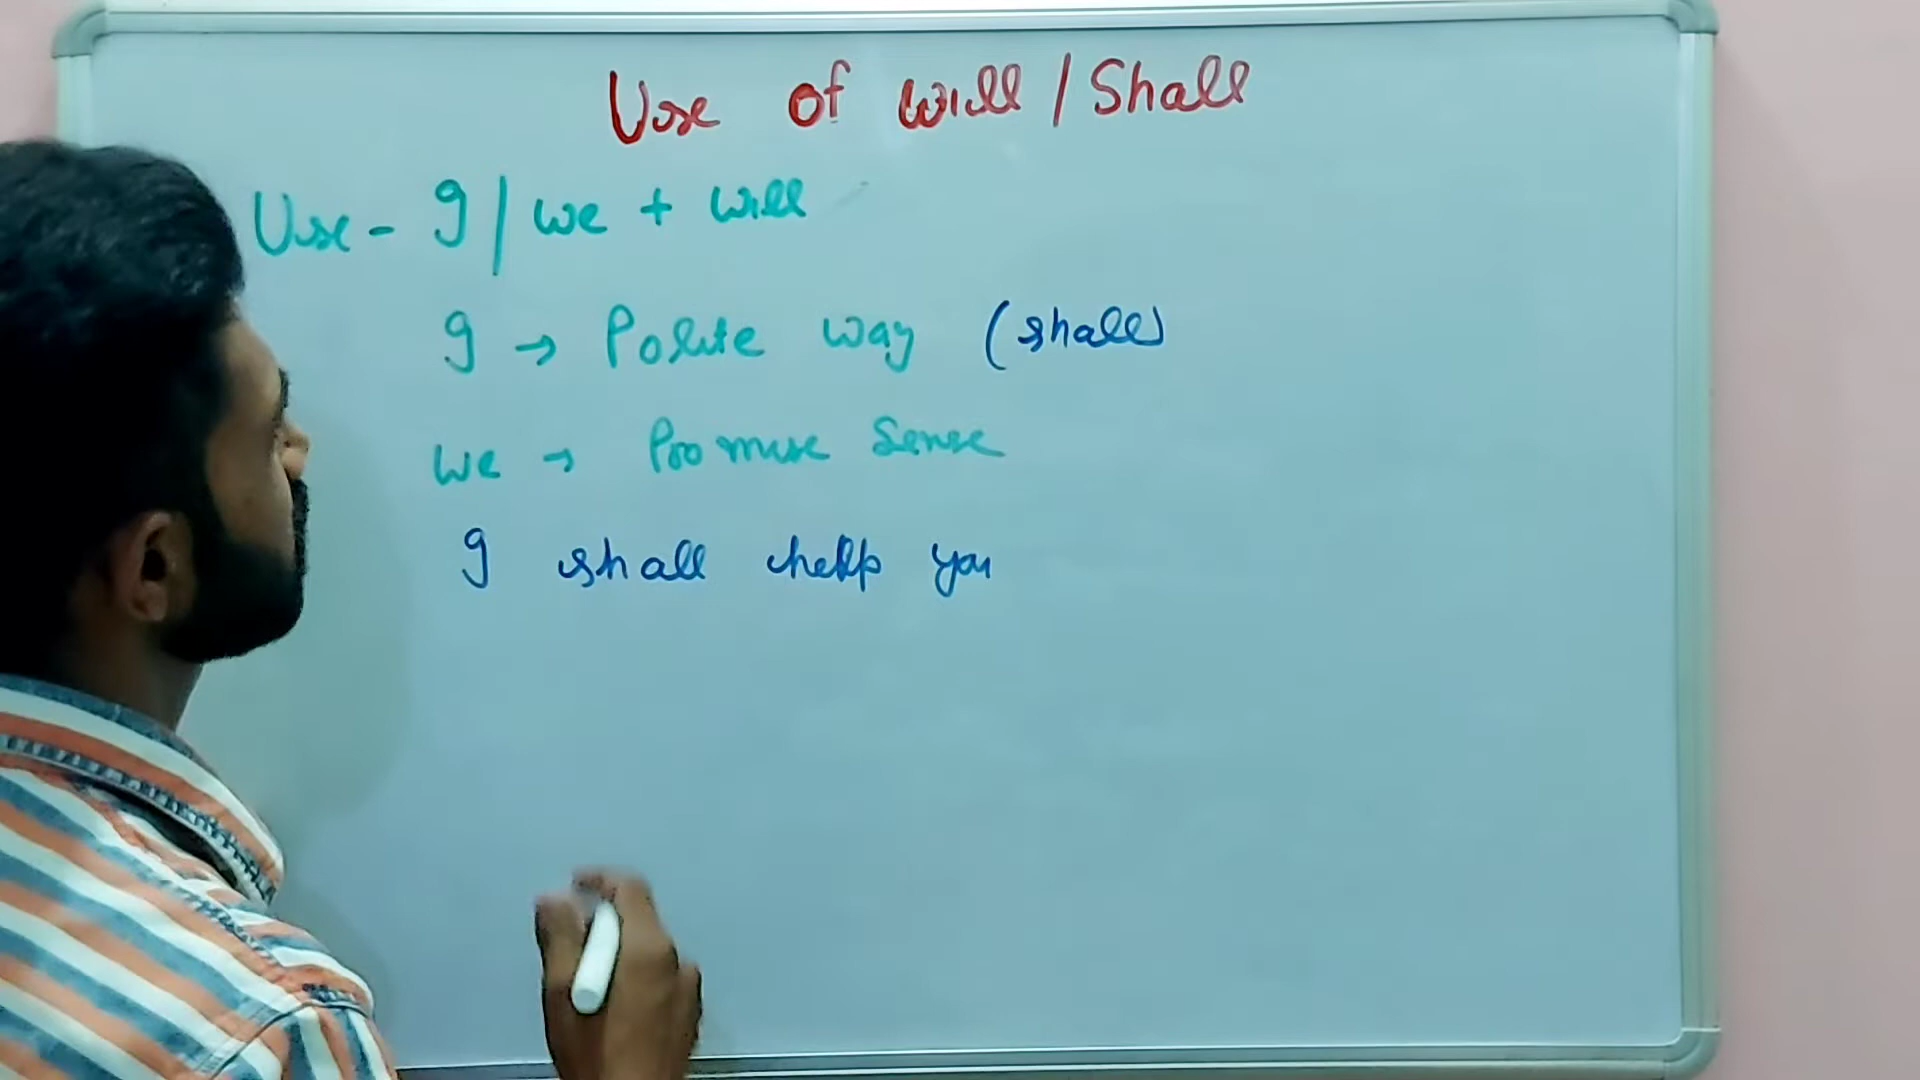 Use of will / Shall
Use - I / we + will
I → Polite way (shall)
we → Promise Sense
I shall help you